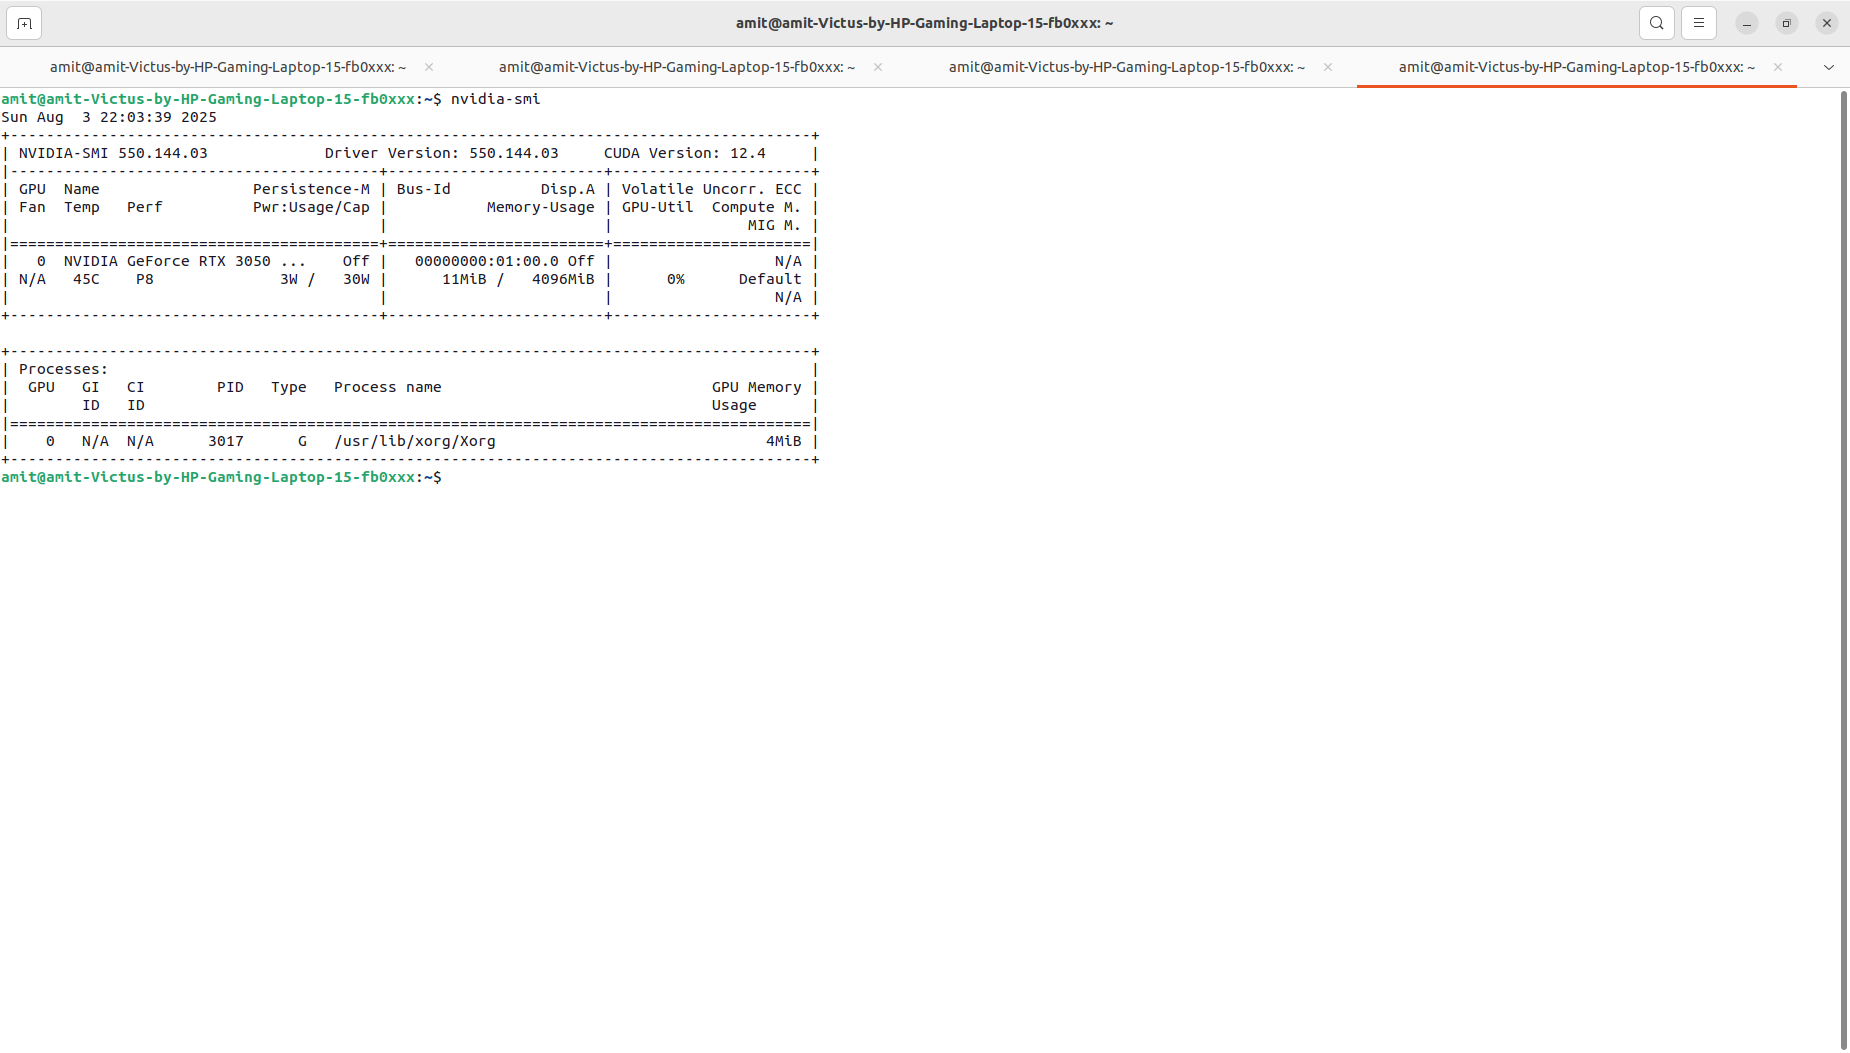 amit@amit-Victus-by-HP-Gaming-Laptop-15-fb0xxx: ~
amit@amit-Victus-by-HP-Gaming-Laptop-15-fb0xxx: ~ × amit@amit-Victus-by-HP-Gaming-Laptop-15-fb0xxx: ~ × amit@amit-Victus-by-HP-Gaming-Laptop-15-fb0xxx: ~ × amit@amit-Victus-by-HP-Gaming-Laptop-15-fb0xxx: ~ ×
amit@amit-Victus-by-HP-Gaming-Laptop-15-fb0xxx:~$ nvidia-smi
Sun Aug  3 22:03:39 2025
+-----------------------------------------------------------------------------------------+
| NVIDIA-SMI 550.144.03             Driver Version: 550.144.03     CUDA Version: 12.4     |
|-----------------------------------------+------------------------+----------------------+
| GPU  Name                 Persistence-M | Bus-Id          Disp.A | Volatile Uncorr. ECC |
| Fan  Temp   Perf          Pwr:Usage/Cap |           Memory-Usage | GPU-Util  Compute M. |
|                                         |                        |               MIG M. |
|=========================================+========================+======================|
|   0  NVIDIA GeForce RTX 3050 ...    Off |   00000000:01:00.0 Off |                  N/A |
| N/A   45C    P8              3W /   30W |      11MiB /   4096MiB |      0%      Default |
|                                         |                        |                  N/A |
+-----------------------------------------+------------------------+----------------------+
+-----------------------------------------------------------------------------------------+
| Processes:                                                                              |
|  GPU   GI   CI        PID   Type   Process name                              GPU Memory |
|        ID   ID                                                               Usage      |
|=========================================================================================|
|    0   N/A  N/A      3017      G   /usr/lib/xorg/Xorg                              4MiB |
+-----------------------------------------------------------------------------------------+
amit@amit-Victus-by-HP-Gaming-Laptop-15-fb0xxx:~$